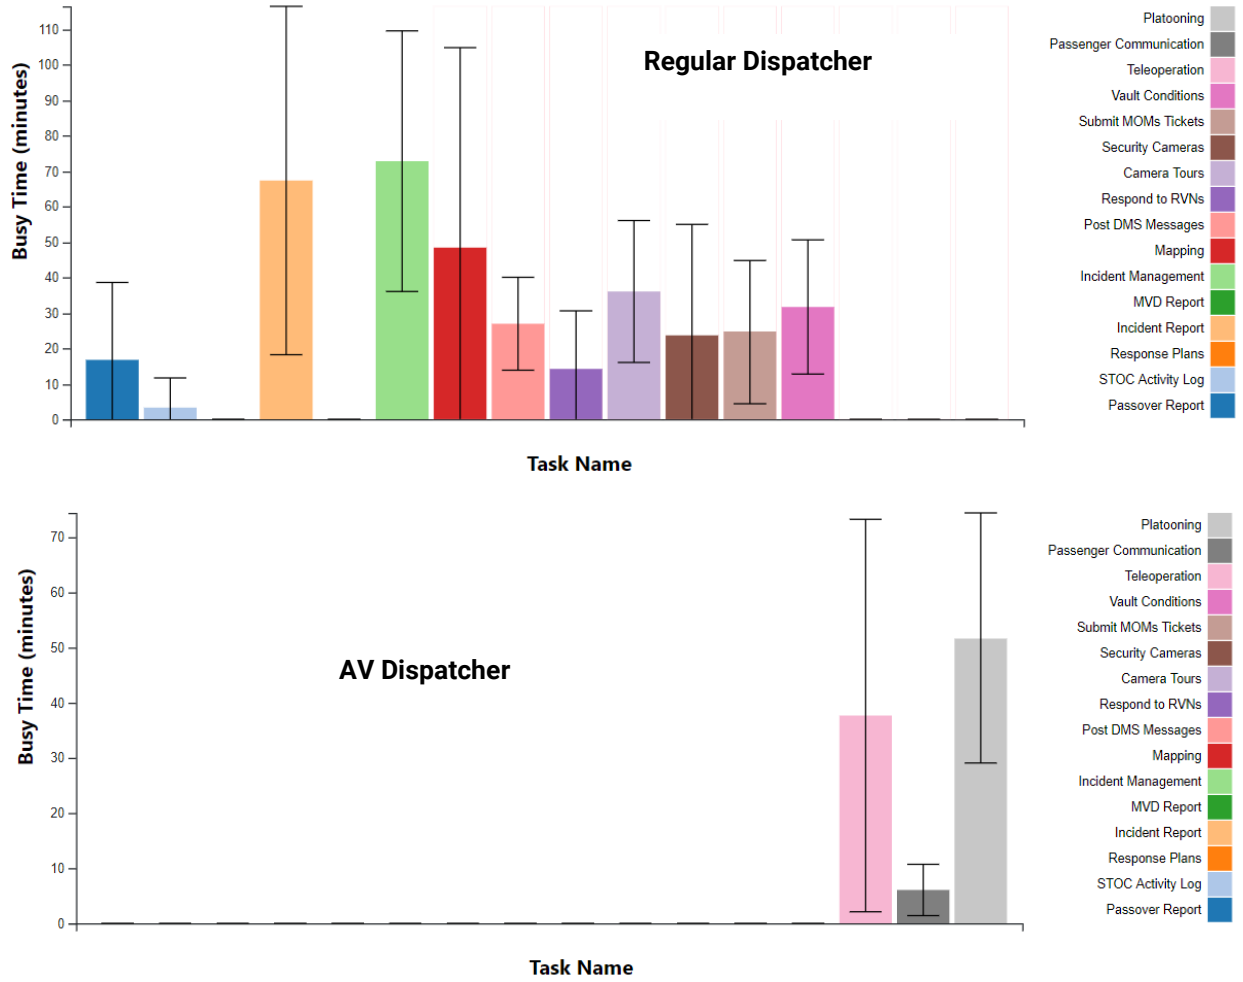 Regular Dispatcher
Busy Time (minutes)
110
100
90
80
70
60
50
40
30
20
10
0
Task Name
Platooning
Passenger Communication
Teleoperation
Vault Conditions
Submit MOMs Tickets
Security Cameras
Camera Tours
Respond to RVNs
Post DMS Messages
Mapping
Incident Management
MVD Report
Incident Report
Response Plans
STOC Activity Log
Passover Report
AV Dispatcher
Busy Time (minutes)
70
60
50
40
30
20
10
0
Task Name
Platooning
Passenger Communication
Teleoperation
Vault Conditions
Submit MOMs Tickets
Security Cameras
Camera Tours
Respond to RVNs
Post DMS Messages
Mapping
Incident Management
MVD Report
Incident Report
Response Plans
STOC Activity Log
Passover Report